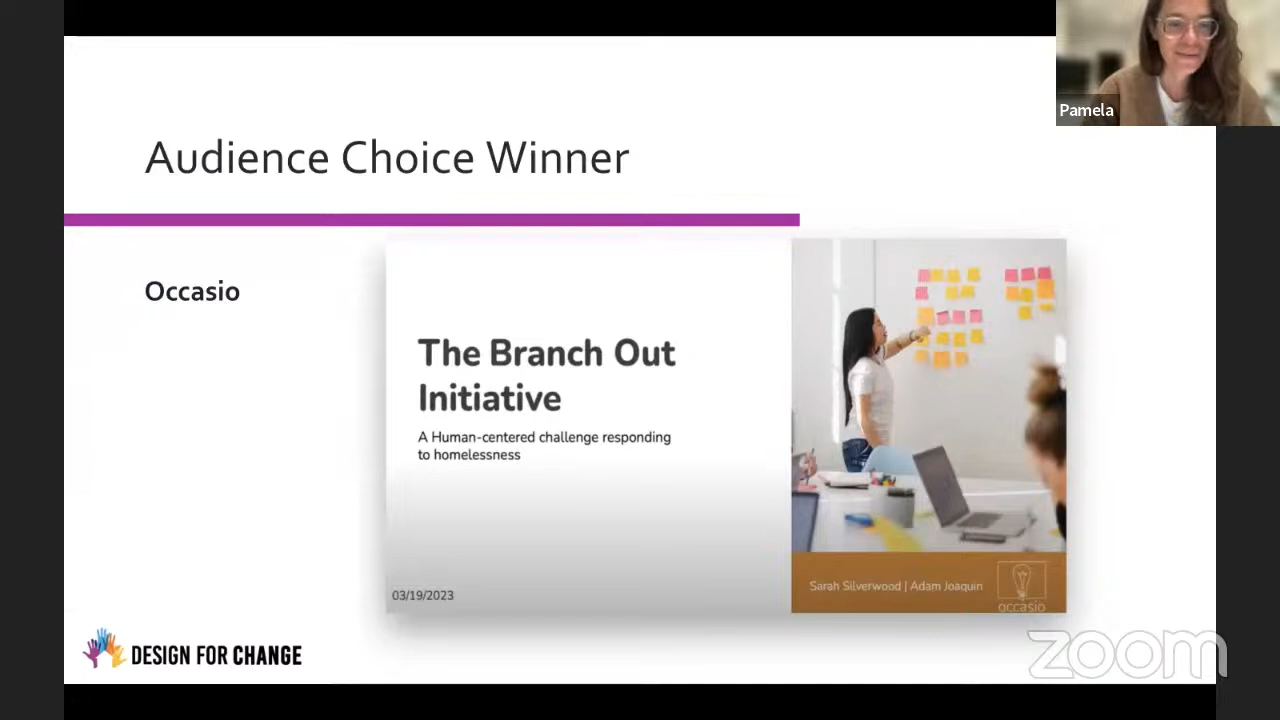 Pamela
Audience Choice Winner
Occasio
The Branch Out
Initiative
A Human-centered challenge responding
to homelessness
03/19/2023
Sarah Silverwood | Adam Joaquin
occasio
DESIGN FOR CHANGE
zoom